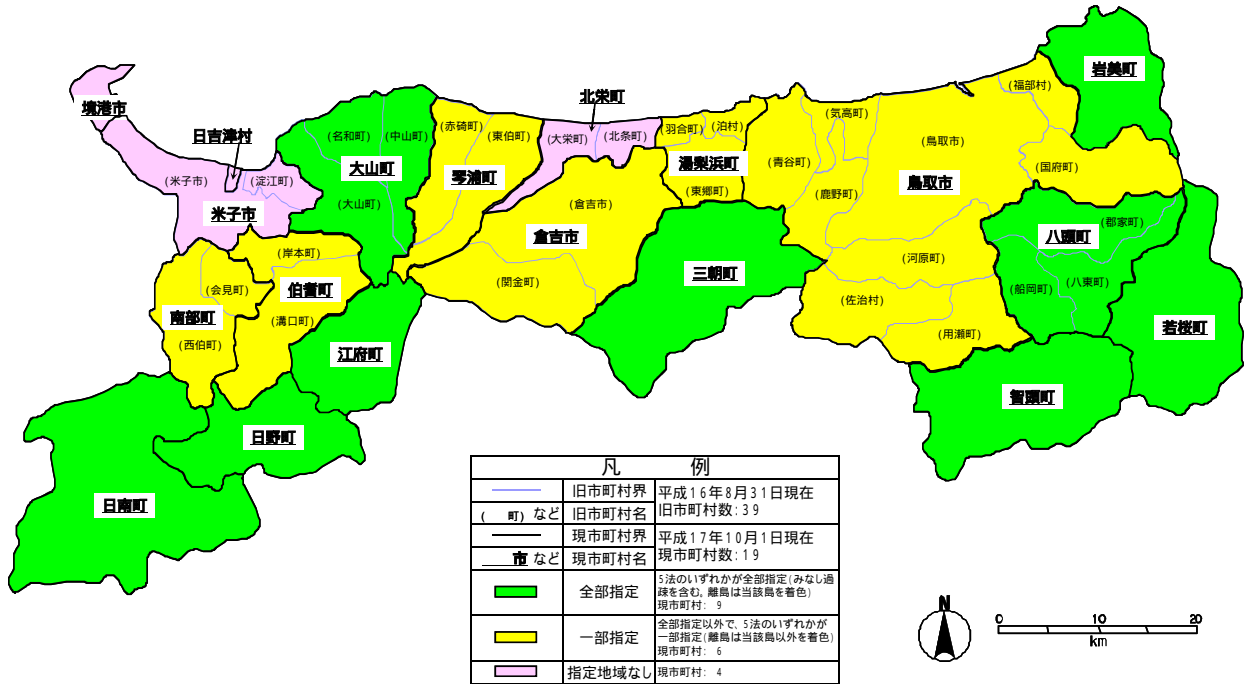 岩美町
境港市
北栄町
(福部村)
日吉津村
(名和町)
(中山町)
(赤碕町)
(東伯町)
(大栄町)
(北条町)
(羽合町)
(泊村)
(気高町)
(鳥取市)
(米子市)
(淀江町)
大山町
琴浦町
湯梨浜町
(青谷町)
(国府町)
(鹿野町)
鳥取市
(東郷町)
米子市
(大山町)
(倉吉市)
倉吉市
(郡家町)
八頭町
(岸本町)
三朝町
(河原町)
(会見町)
伯耆町
(関金町)
(船岡町)
(八東町)
(佐治村)
南部町
(溝口町)
(用瀬町)
若桜町
(西伯町)
江府町
智頭町
日野町
日南町
凡 例
旧市町村界
平成16年8月31日現在
旧市町村数:39
( 町) など
旧市町村名
現市町村界
平成17年10月1日現在
現市町村数:19
市 など
現市町村名
全部指定
5法のいずれかが全部指定(みなし過
疎を含む。離島は当該島を着色)
現市町村: 9
一部指定
全部指定以外で、5法のいずれかが
一部指定(離島は当該島以外を着色)
現市町村: 6
指定地域なし
現市町村: 4
N
0 10 20
km